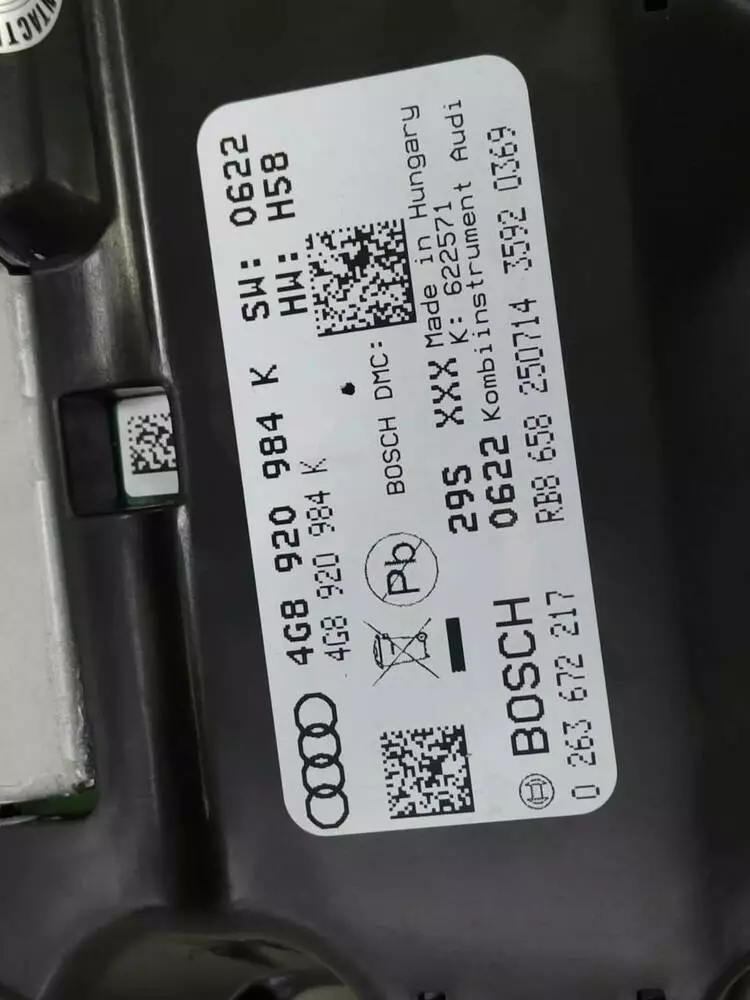 4G8 920 984 K SW: 0622
4G8 920 984 K HW: H58
Pb
BOSCH DMC:
29S XXX Made in Hungary
K: 622571
0622 Kombiinstrument Audi
BOSCH RB8 658 250714 3592 0369
0 263 672 217